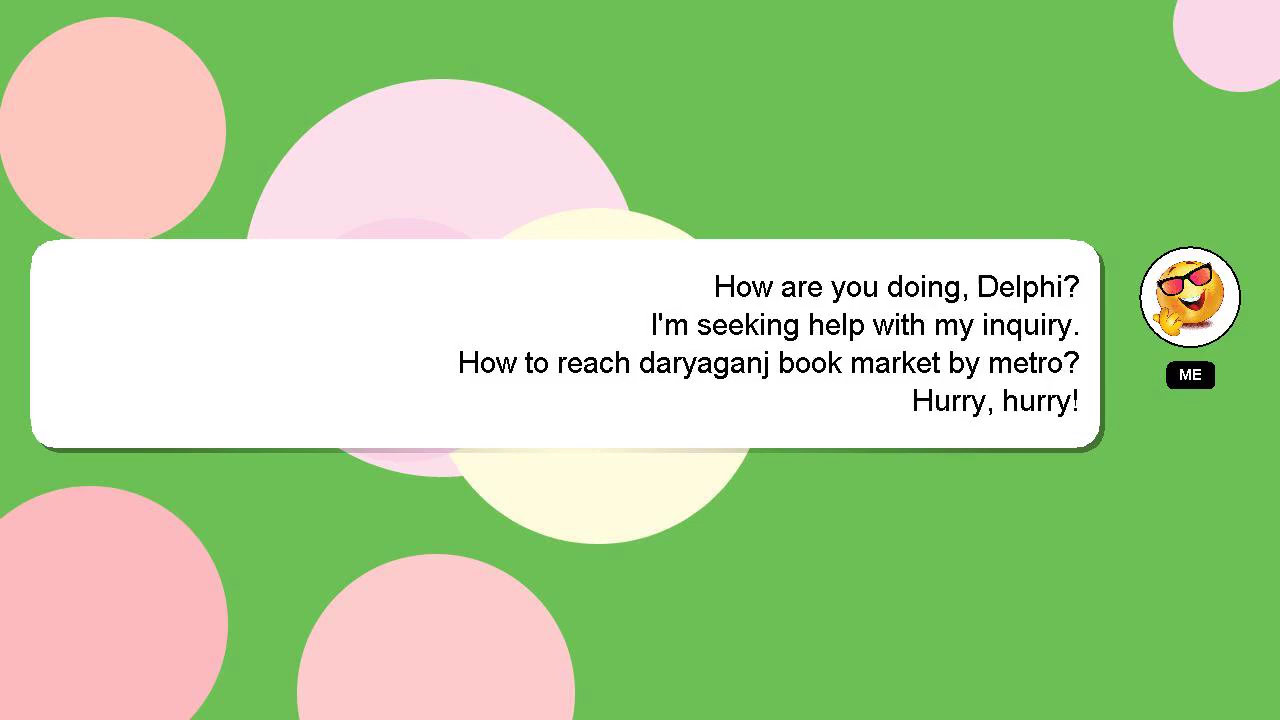 How are you doing, Delphi?
I'm seeking help with my inquiry.
How to reach daryaganj book market by metro?
Hurry, hurry!
ME